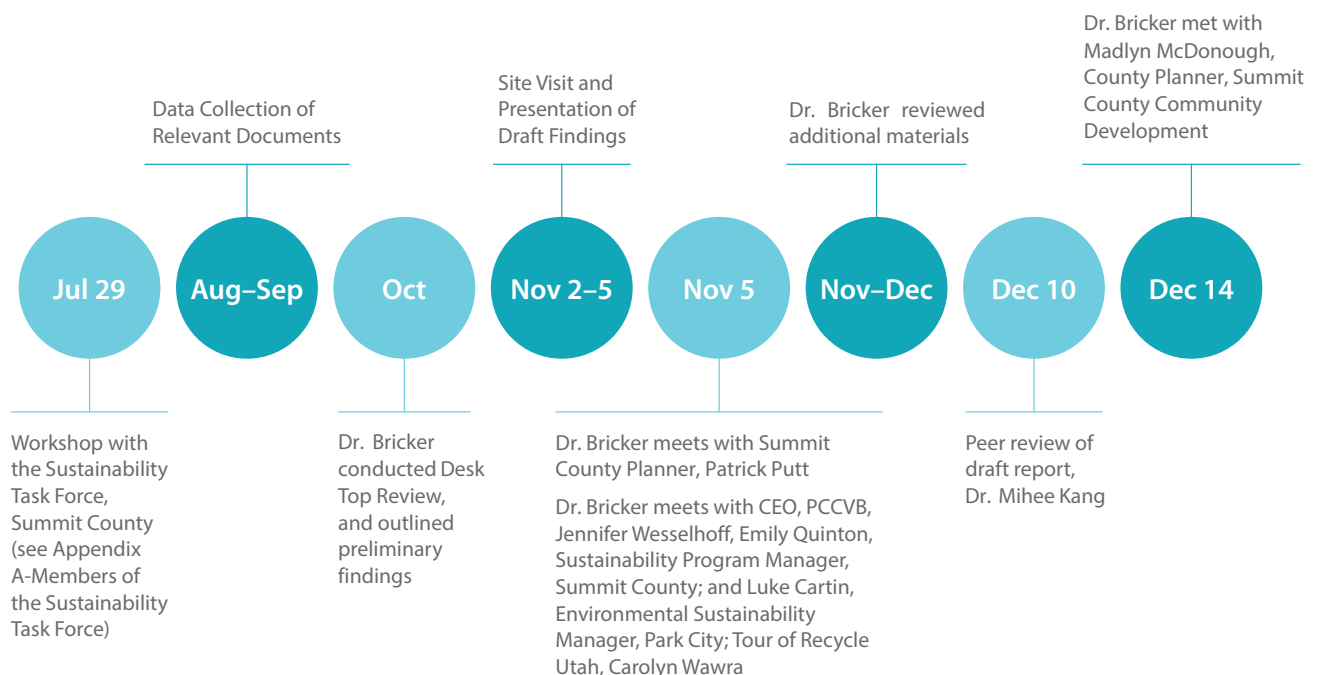 Dr. Bricker met with
Madlyn McDonough,
County Planner, Summit
County Community
Development
Site Visit and
Presentation of
Draft Findings
Data Collection of
Relevant Documents
Dr. Bricker reviewed
additional materials
Jul 29
Aug–Sep
Oct
Nov 2–5
Nov 5
Nov–Dec
Dec 10
Dec 14
Workshop with
the Sustainability
Task Force,
Summit County
(see Appendix
A-Members of
the Sustainability
Task Force)
Dr. Bricker
conducted Desk
Top Review,
and outlined
preliminary
findings
Dr. Bricker meets with Summit
County Planner, Patrick Putt
Dr. Bricker meets with CEO, PCCVB,
Jennifer Wesselhoff, Emily Quinton,
Sustainability Program Manager,
Summit County; and Luke Cartin,
Environmental Sustainability
Manager, Park City; Tour of Recycle
Utah, Carolyn Wawra
Peer review of
draft report,
Dr. Mihee Kang